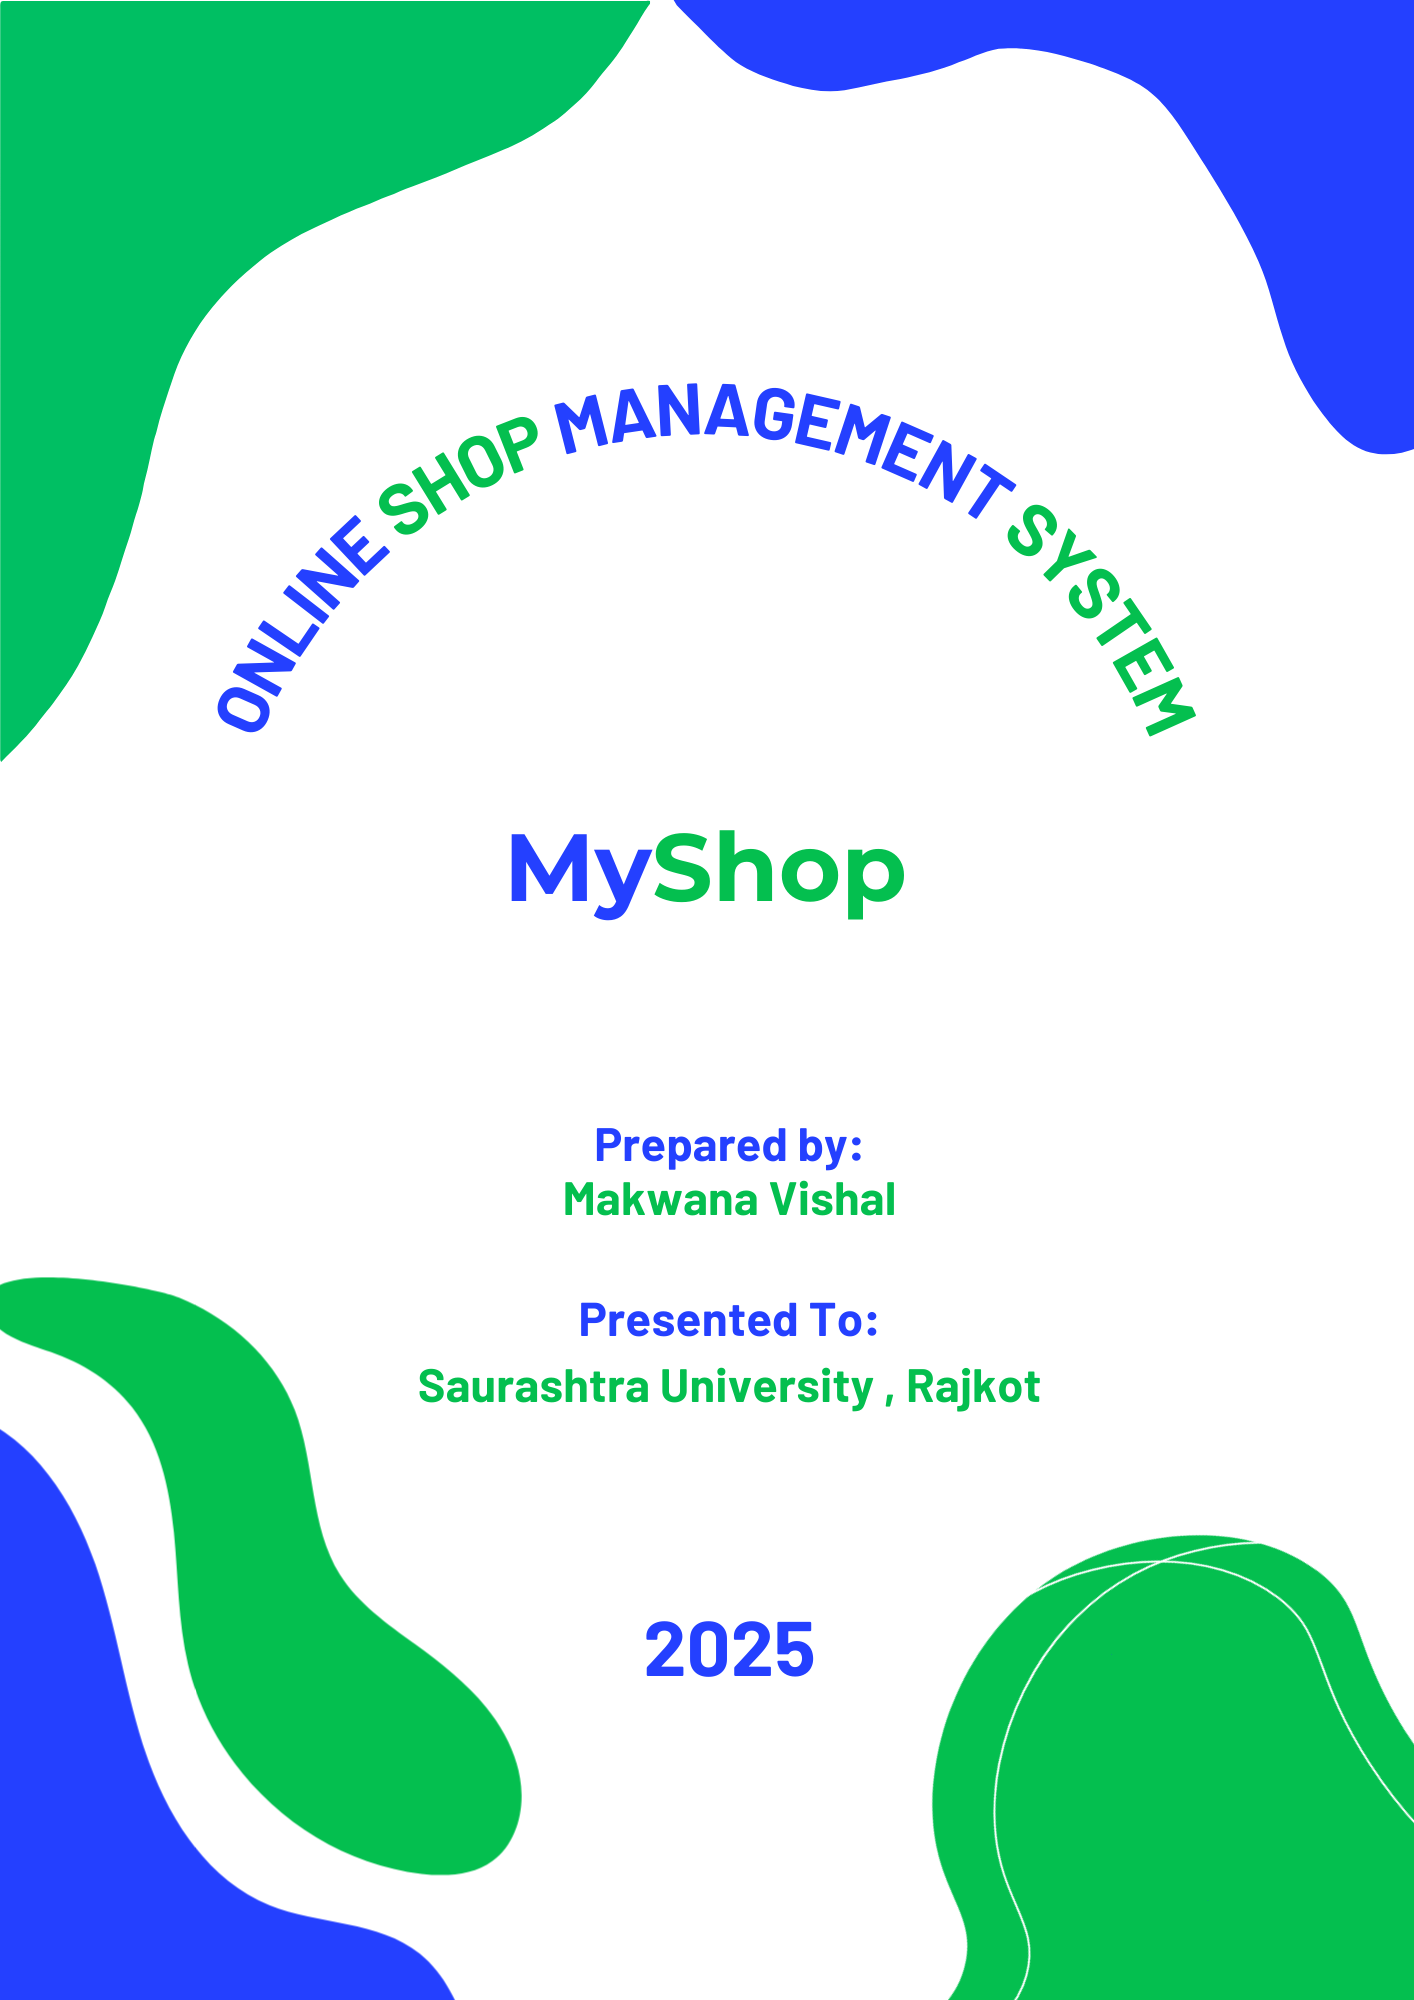 ONLINE SHOP MANAGEMENT SYSTEM
MyShop
Prepared by:
Makwana Vishal
Presented To:
Saurashtra University , Rajkot
2025